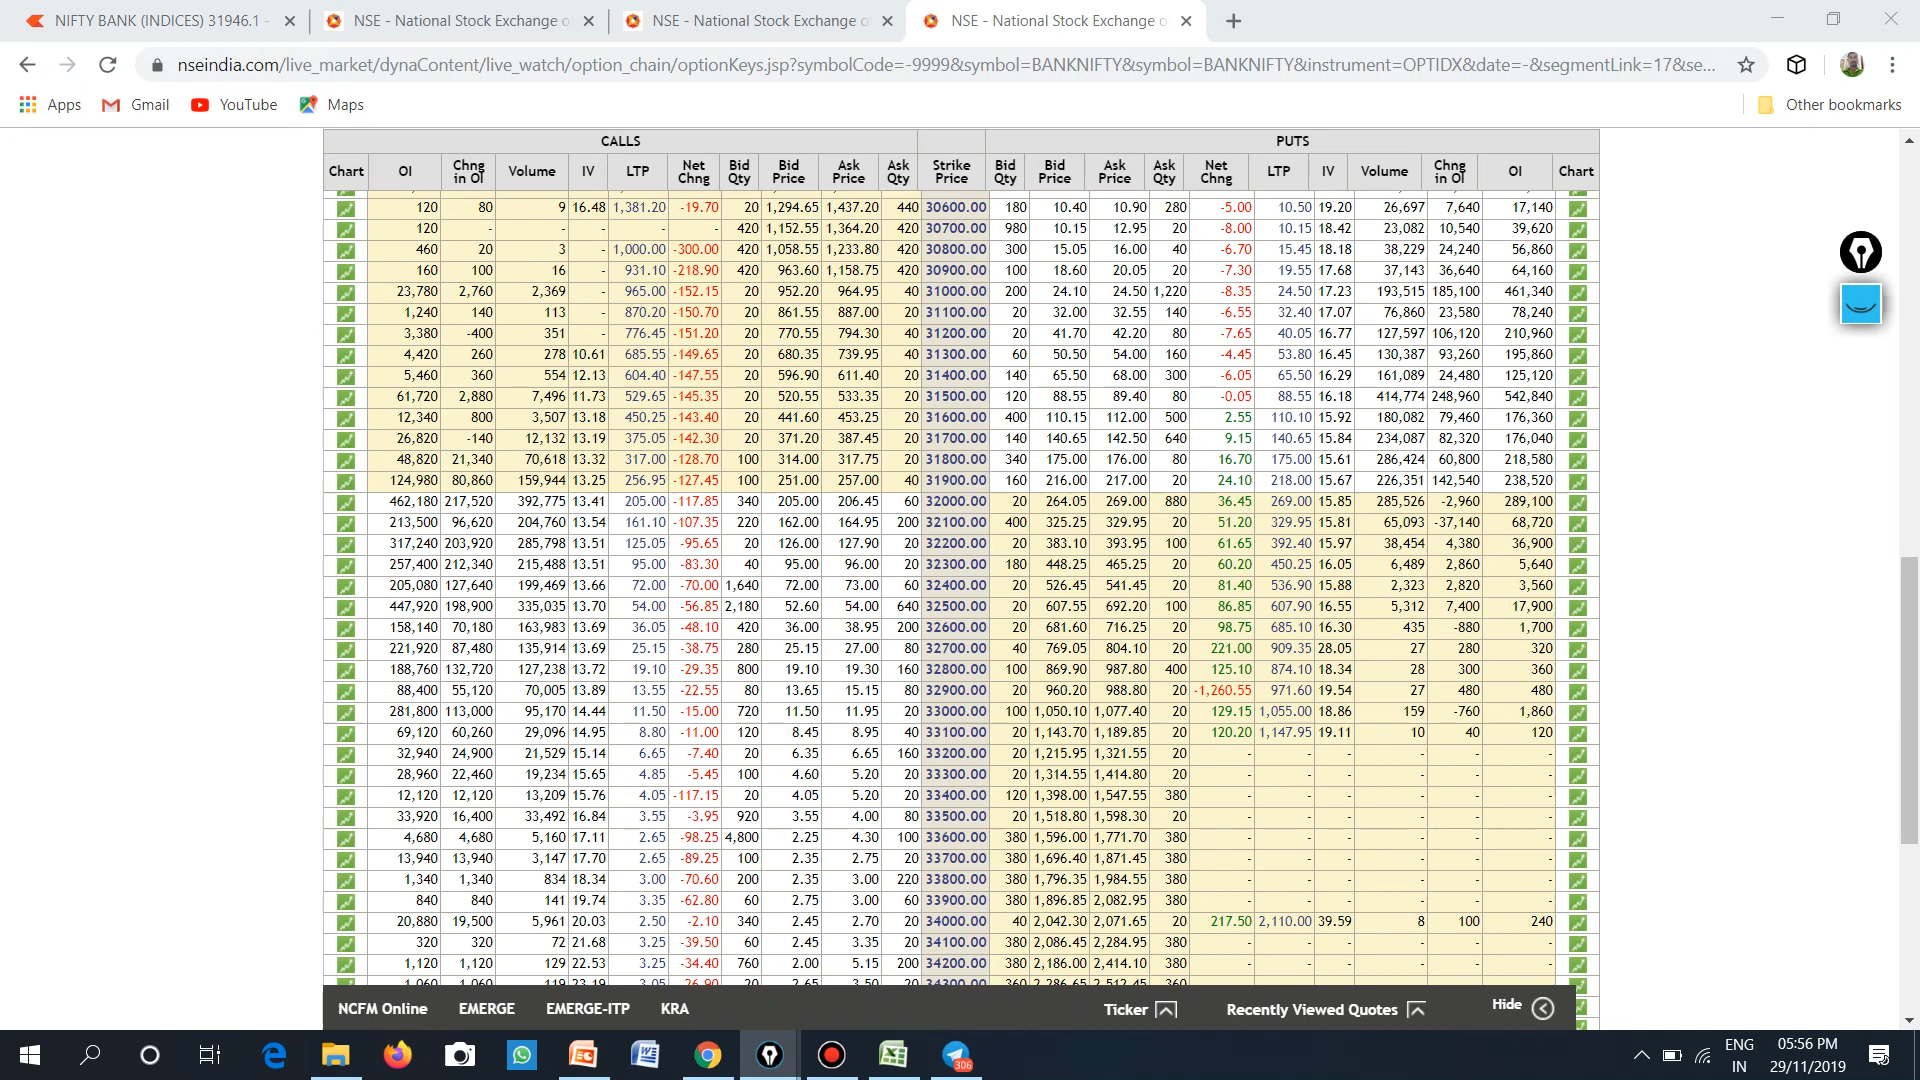 NIFTY BANK (INDICES) 31946.1 - NSE - National Stock Exchange o NSE - National Stock Exchange o NSE - National Stock Exchange o
nseindia.com/live_market/dynaContent/live_watch/option_chain/optionKeys.jsp?symbolCode=-9999&symbol=BANKNIFTY&symbol=BANKNIFTY&instrument=OPTIDX&date=-&segmentLink=17&se...
Apps Gmail YouTube Maps Other bookmarks
CALLS PUTS
Chart OI Chng in OI Volume IV LTP Net Chng Bid Qty Bid Price Ask Price Ask Qty Strike Price Bid Qty Bid Price Ask Price Ask Qty Net Chng LTP IV Volume Chng in OI OI Chart
120 80 9 16.48 1,381.20 -19.70 20 1,294.65 1,437.20 440 30600.00 180 10.40 10.90 280 -5.00 10.50 19.20 26,697 7,640 17,140
120 - - - - - 420 1,152.55 1,364.20 420 30700.00 980 10.15 12.95 20 -8.00 10.15 18.42 23,082 10,540 39,620
460 20 3 - 1,000.00 -300.00 420 1,058.55 1,233.80 420 30800.00 300 15.05 16.00 40 -6.70 15.45 18.18 38,229 24,240 56,860
160 100 16 - 931.10 -218.90 420 963.60 1,158.75 420 30900.00 100 18.60 20.05 20 -7.30 19.55 17.68 37,143 36,640 64,160
23,780 2,760 2,369 - 965.00 -152.15 20 952.20 964.95 40 31000.00 200 24.10 24.50 1,220 -8.35 24.50 17.23 193,515 185,100 461,340
1,240 140 113 - 870.20 -150.70 20 861.55 887.00 20 31100.00 20 32.00 32.55 140 -6.55 32.40 17.07 76,860 23,580 78,240
3,380 -400 351 - 776.45 -151.20 20 770.55 794.30 40 31200.00 20 41.70 42.20 80 -7.65 40.05 16.77 127,597 106,120 210,960
4,420 260 278 10.61 685.55 -149.65 20 680.35 739.95 40 31300.00 60 50.50 54.00 160 -4.45 53.80 16.45 130,387 93,260 195,860
5,460 360 554 12.13 604.40 -147.55 20 596.90 611.40 20 31400.00 140 65.50 68.00 300 -6.05 65.50 16.29 161,089 24,480 125,120
61,720 2,880 7,496 11.73 529.65 -145.35 20 520.55 533.35 20 31500.00 120 88.55 89.40 80 -0.05 88.55 16.18 414,774 248,960 542,840
12,340 800 3,507 13.18 450.25 -143.40 20 441.60 453.25 20 31600.00 400 110.15 112.00 500 2.55 110.10 15.92 180,082 79,460 176,360
26,820 -140 12,132 13.19 375.05 -142.30 20 371.20 387.45 20 31700.00 140 140.65 142.50 640 9.15 140.65 15.84 234,087 82,320 176,040
48,820 21,340 70,618 13.32 317.00 -128.70 100 314.00 317.75 20 31800.00 340 175.00 176.00 80 16.70 175.00 15.61 286,424 60,800 218,580
124,980 80,860 159,944 13.25 256.95 -127.45 100 251.00 257.00 40 31900.00 160 216.00 217.00 20 24.10 218.00 15.67 226,351 142,540 238,520
462,180 217,520 392,775 13.41 205.00 -117.85 340 205.00 206.45 60 32000.00 20 264.05 269.00 880 36.45 269.00 15.85 285,526 -2,960 289,100
213,500 96,620 204,760 13.54 161.10 -107.35 220 162.00 164.95 200 32100.00 400 325.25 329.95 20 51.20 329.95 15.81 65,093 -37,140 68,720
317,240 203,920 285,798 13.51 125.05 -95.65 20 126.00 127.90 20 32200.00 20 383.10 393.95 100 61.65 392.40 15.97 38,454 4,380 36,900
257,400 212,340 215,488 13.51 95.00 -83.30 40 95.00 96.00 20 32300.00 180 448.25 465.25 20 60.20 450.25 16.05 6,489 2,860 5,640
205,080 127,640 199,469 13.66 72.00 -70.00 1,640 72.00 73.00 60 32400.00 20 526.45 541.45 20 81.40 536.90 15.88 2,323 2,820 3,560
447,920 198,900 335,035 13.70 54.00 -56.85 2,180 52.60 54.00 640 32500.00 20 607.55 692.20 100 86.85 607.90 16.55 5,312 7,400 17,900
158,140 70,180 163,983 13.69 36.05 -48.10 420 36.00 38.95 200 32600.00 20 681.60 716.25 20 98.75 685.10 16.30 435 -880 1,700
221,920 87,480 135,914 13.69 25.15 -38.75 280 25.15 27.00 80 32700.00 40 769.05 804.10 20 221.00 909.35 28.05 27 280 320
188,760 132,720 127,238 13.72 19.10 -29.35 800 19.10 19.30 160 32800.00 100 869.90 987.80 400 125.10 874.10 18.34 28 300 360
88,400 55,120 70,005 13.89 13.55 -22.55 80 13.65 15.15 80 32900.00 20 960.20 988.80 20 -1,260.55 971.60 19.54 27 480 480
281,800 113,000 95,170 14.44 11.50 -15.00 720 11.50 11.95 20 33000.00 100 1,050.10 1,077.40 20 129.15 1,055.00 18.86 159 -760 1,860
69,120 60,260 29,096 14.95 8.80 -11.00 120 8.45 8.95 40 33100.00 20 1,143.70 1,189.85 20 120.20 1,147.95 19.11 10 40 120
32,940 24,900 21,529 15.14 6.65 -7.40 20 6.35 6.65 160 33200.00 20 1,215.95 1,321.55 20 - - - - - -
28,960 22,460 19,234 15.65 4.85 -5.45 100 4.60 5.20 20 33300.00 20 1,314.55 1,414.80 20 - - - - - -
12,120 12,120 13,209 15.76 4.05 -117.15 20 4.05 5.20 20 33400.00 120 1,398.00 1,547.55 380 - - - - - -
33,920 16,400 33,492 16.84 3.55 -3.95 920 3.55 4.00 80 33500.00 20 1,518.80 1,598.30 20 - - - - - -
4,680 4,680 5,160 17.11 2.65 -98.25 4,800 2.25 4.30 100 33600.00 380 1,596.00 1,771.70 380 - - - - - -
13,940 13,940 3,147 17.70 2.65 -89.25 100 2.35 2.75 20 33700.00 380 1,696.40 1,871.45 380 - - - - - -
1,340 1,340 834 18.34 3.00 -70.60 200 2.35 3.00 220 33800.00 380 1,796.35 1,984.55 380 - - - - - -
840 840 141 19.74 3.35 -62.80 60 2.75 3.00 60 33900.00 380 1,896.85 2,082.95 380 - - - - - -
20,880 19,500 5,961 20.03 2.50 -2.10 340 2.45 2.70 20 34000.00 40 2,042.30 2,071.65 20 217.50 2,110.00 39.59 8 100 240
320 320 72 21.68 3.25 -39.50 60 2.45 3.35 20 34100.00 380 2,086.45 2,284.95 380 - - - - - -
1,120 1,120 129 22.53 3.25 -34.40 760 2.00 5.15 200 34200.00 380 2,186.00 2,414.10 380 - - - - - -
NCFM Online EMERGE EMERGE-ITP KRA Ticker Recently Viewed Quotes Hide
306
ENG 05:56 PM
IN 29/11/2019